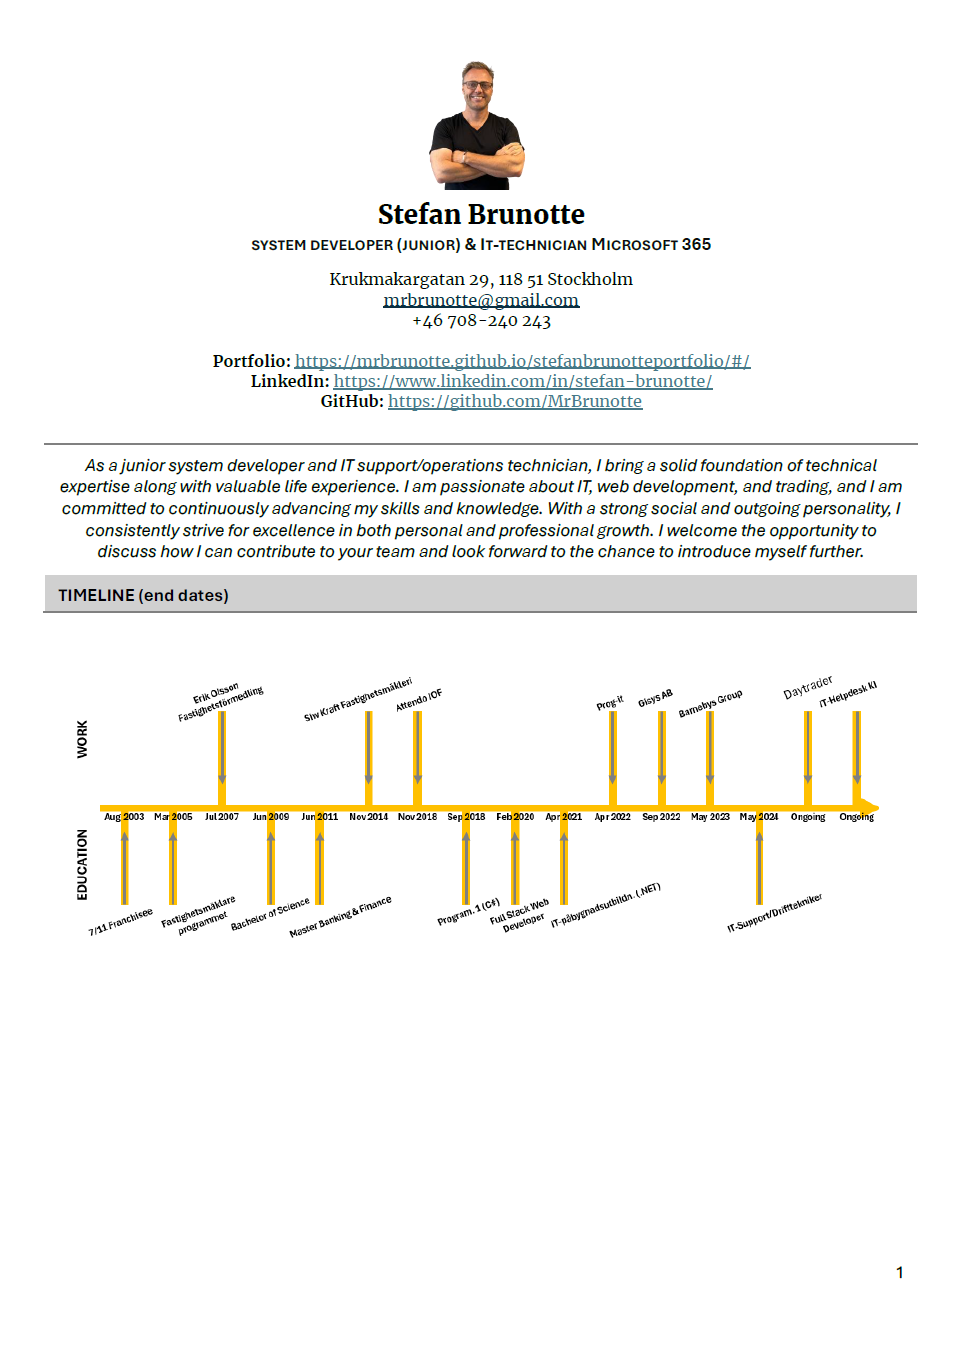 Stefan Brunotte
SYSTEM DEVELOPER (JUNIOR) & IT-TECHNICIAN MICROSOFT 365
Krukmakargatan 29, 118 51 Stockholm
mrbrunotte@gmail.com
+46 708-240 243
Portfolio: https://mrbrunotte.github.io/stefanbrunotteportfolio/#/
LinkedIn: https://www.linkedin.com/in/stefan-brunotte/
GitHub: https://github.com/MrBrunotte
As a junior system developer and IT support/operations technician, I bring a solid foundation of technical
expertise along with valuable life experience. I am passionate about IT, web development, and trading, and I am
committed to continuously advancing my skills and knowledge. With a strong social and outgoing personality, I
consistently strive for excellence in both personal and professional growth. I welcome the opportunity to
discuss how I can contribute to your team and look forward to the chance to introduce myself further.
TIMELINE (end dates)
WORK
Erik Olsson
Fastighetsförmedling
Siw Kraft Fastighetsmäkleri
Attendo IOF
Prog-it
Gisys AB
Barnebys Group
Daytrader
IT-Helpdesk KI
Aug 2003 Mar 2005 Jul 2007 Jun 2009 Jun 2011 Nov 2014 Nov 2018 Sep 2018 Feb 2020 Apr 2021 Apr 2022 Sep 2022 May 2023 May 2024 Ongoing Ongoing
EDUCATION
7/11 Franchisee
Fastighetsmäklare
programmet
Bachelor of Science
Master Banking & Finance
Program. 1 (C#)
Full Stack Web
Developer
IT-påbygnadsutbildn. (.NET)
IT-Support/Drifttekniker
1